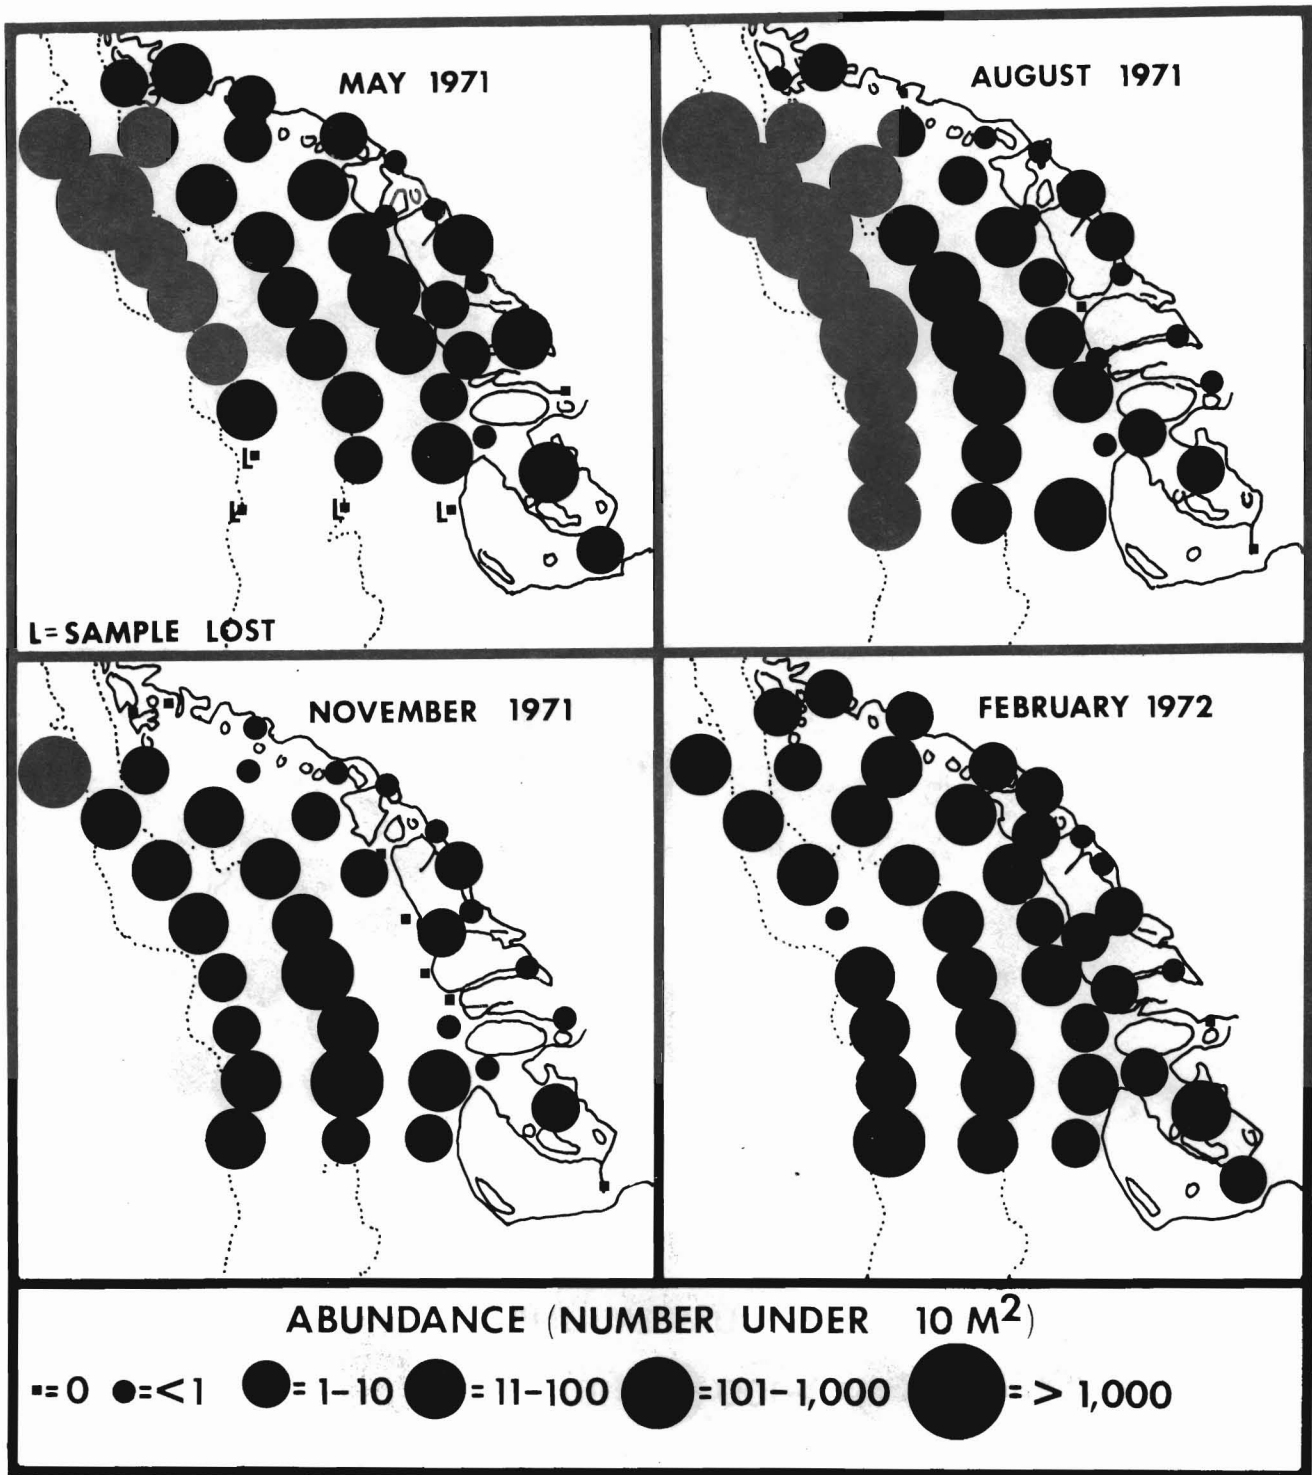 MAY 1971
L
L
L
L
L=SAMPLE LOST
AUGUST 1971
NOVEMBER 1971
FEBRUARY 1972
ABUNDANCE (NUMBER UNDER 10 M²)
=0 =<1 =1-10 =11-100 =101-1,000 => 1,000